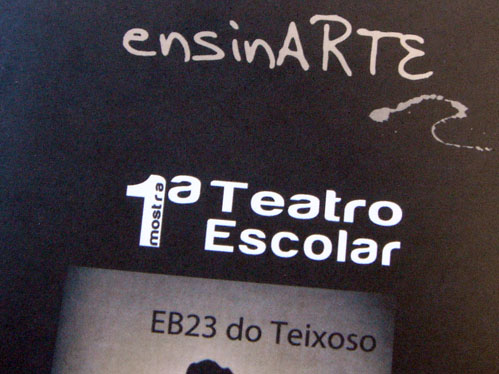 ensinARTE
1ª mostra Teatro
Escolar
EB23 do Teixoso